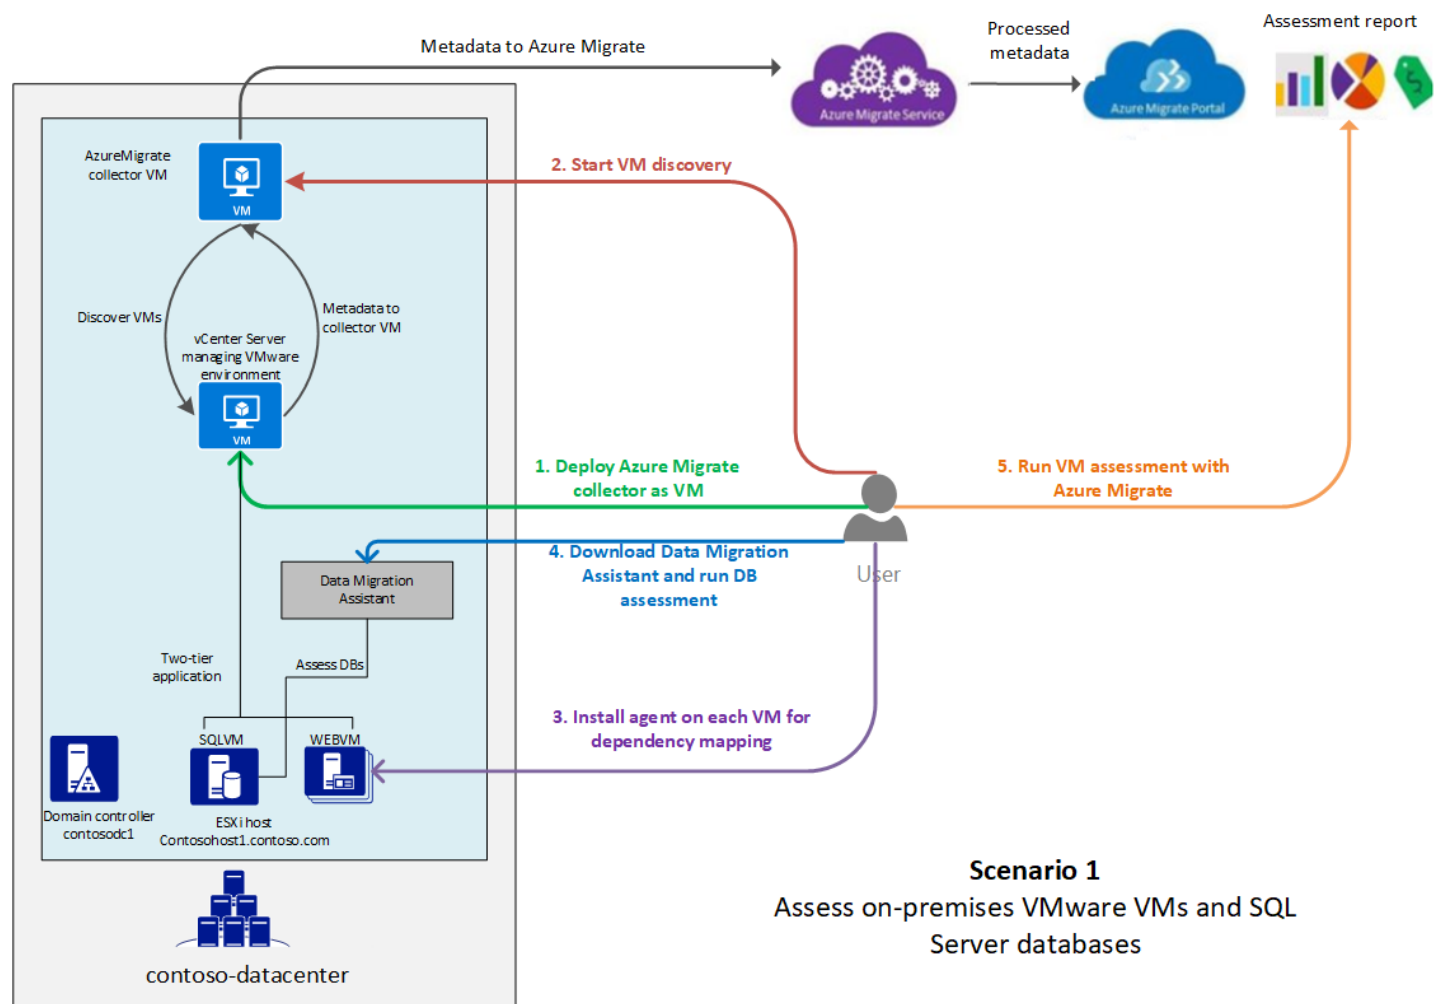 Metadata to Azure Migrate
Processed
metadata
Assessment report
Azure Migrate Service
Azure Migrate Portal
AzureMigrate
collector VM
VM
2. Start VM discovery
Discover VMs
Metadata to
collector VM
vCenter Server
managing VMware
environment
VM
1. Deploy Azure Migrate
collector as VM
5. Run VM assessment with
Azure Migrate
4. Download Data Migration
Assistant and run DB
assessment
User
Data Migration
Assistant
Two-tier
application
Assess DBs
3. Install agent on each VM for
dependency mapping
SQLVM
WEBVM
Domain controller
contosodc1
ESXi host
Contosohost1.contoso.com
Scenario 1
Assess on-premises VMware VMs and SQL
Server databases
contoso-datacenter